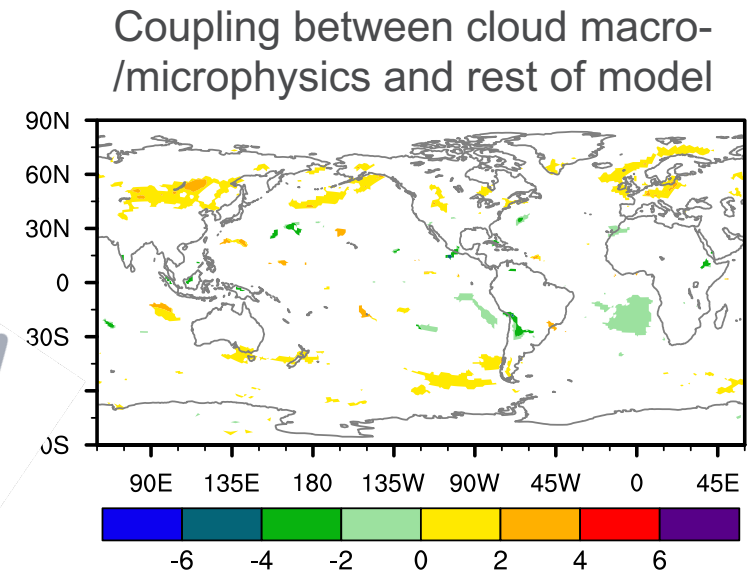 Coupling between cloud macro-
/microphysics and rest of model
90N
60N
30N
0
30S
0S
90E 135E 180 135W 90W 45W 0 45E
-6 -4 -2 0 2 4 6